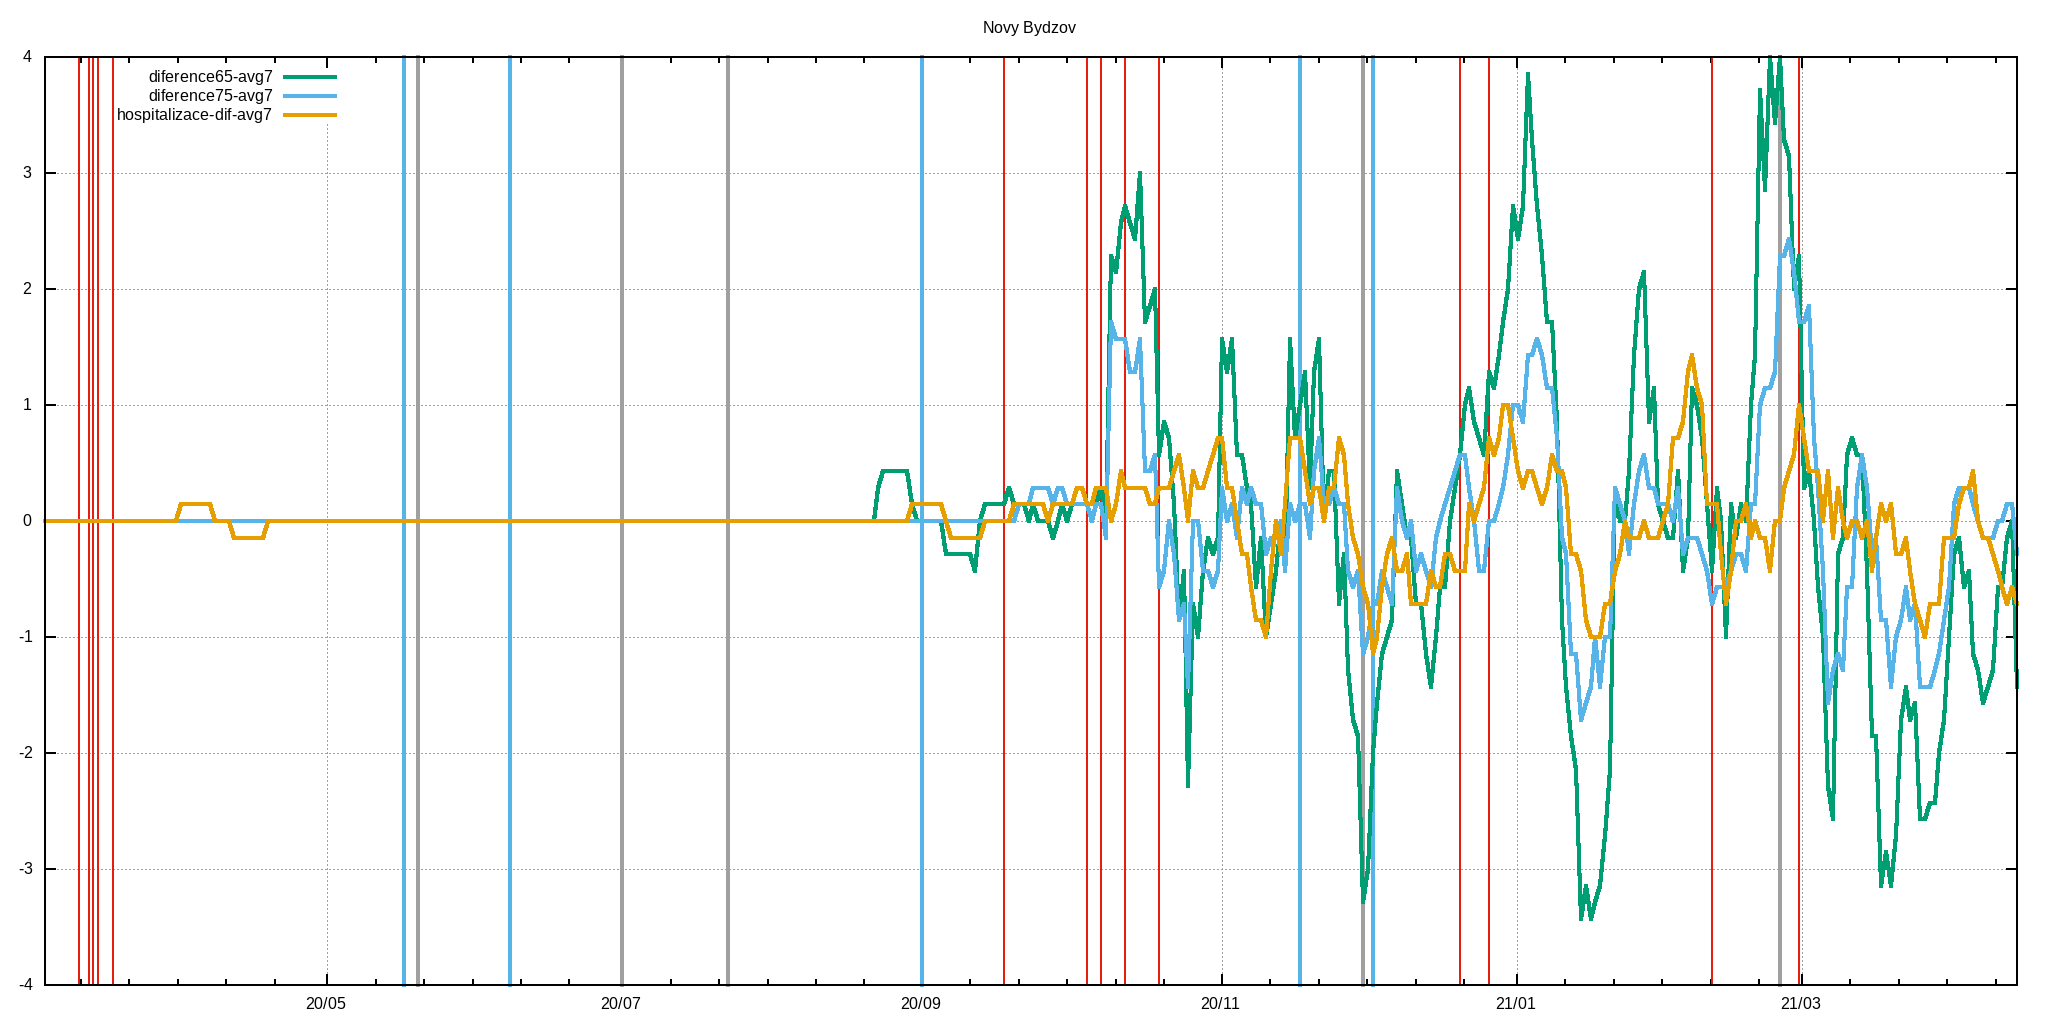 Novy Bydzov
diference65-avg7
diference75-avg7
hospitalizace-dif-avg7
4
3
2
1
0
-1
-2
-3
-4
20/05 20/07 20/09 20/11 21/01 21/03